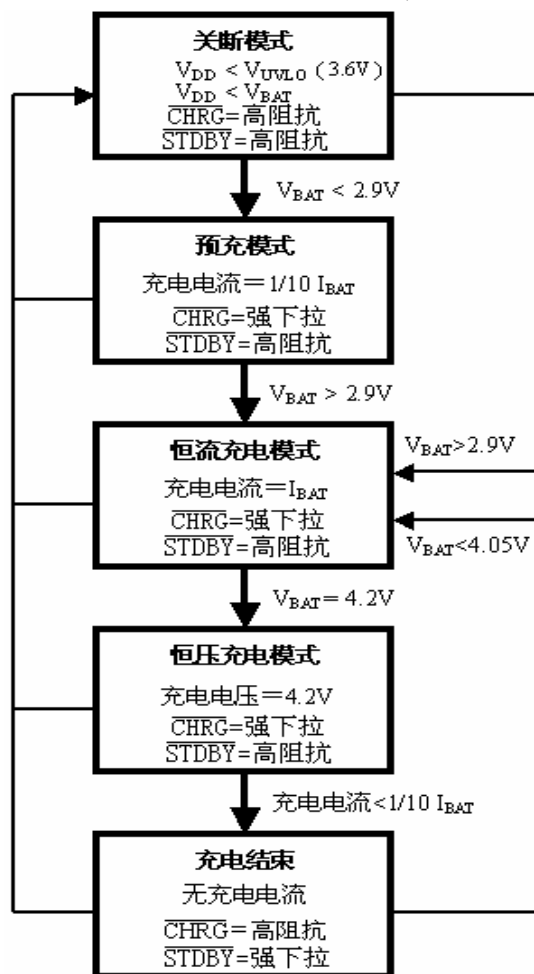 关断模式
VDD < VUVLO (3.6V)
VDD < VBAT
CHRG=高阻抗
STDBY=高阻抗
VBAT < 2.9V
预充模式
充电电流=1/10 IBAT
CHRG=强下拉
STDBY=高阻抗
VBAT > 2.9V
恒流充电模式
充电电流=IBAT
CHRG=强下拉
STDBY=高阻抗
VBAT>2.9V
VBAT<4.05V
VBAT=4.2V
恒压充电模式
充电电压=4.2V
CHRG=强下拉
STDBY=高阻抗
充电电流<1/10 IBAT
充电结束
无充电电流
CHRG=高阻抗
STDBY=强下拉